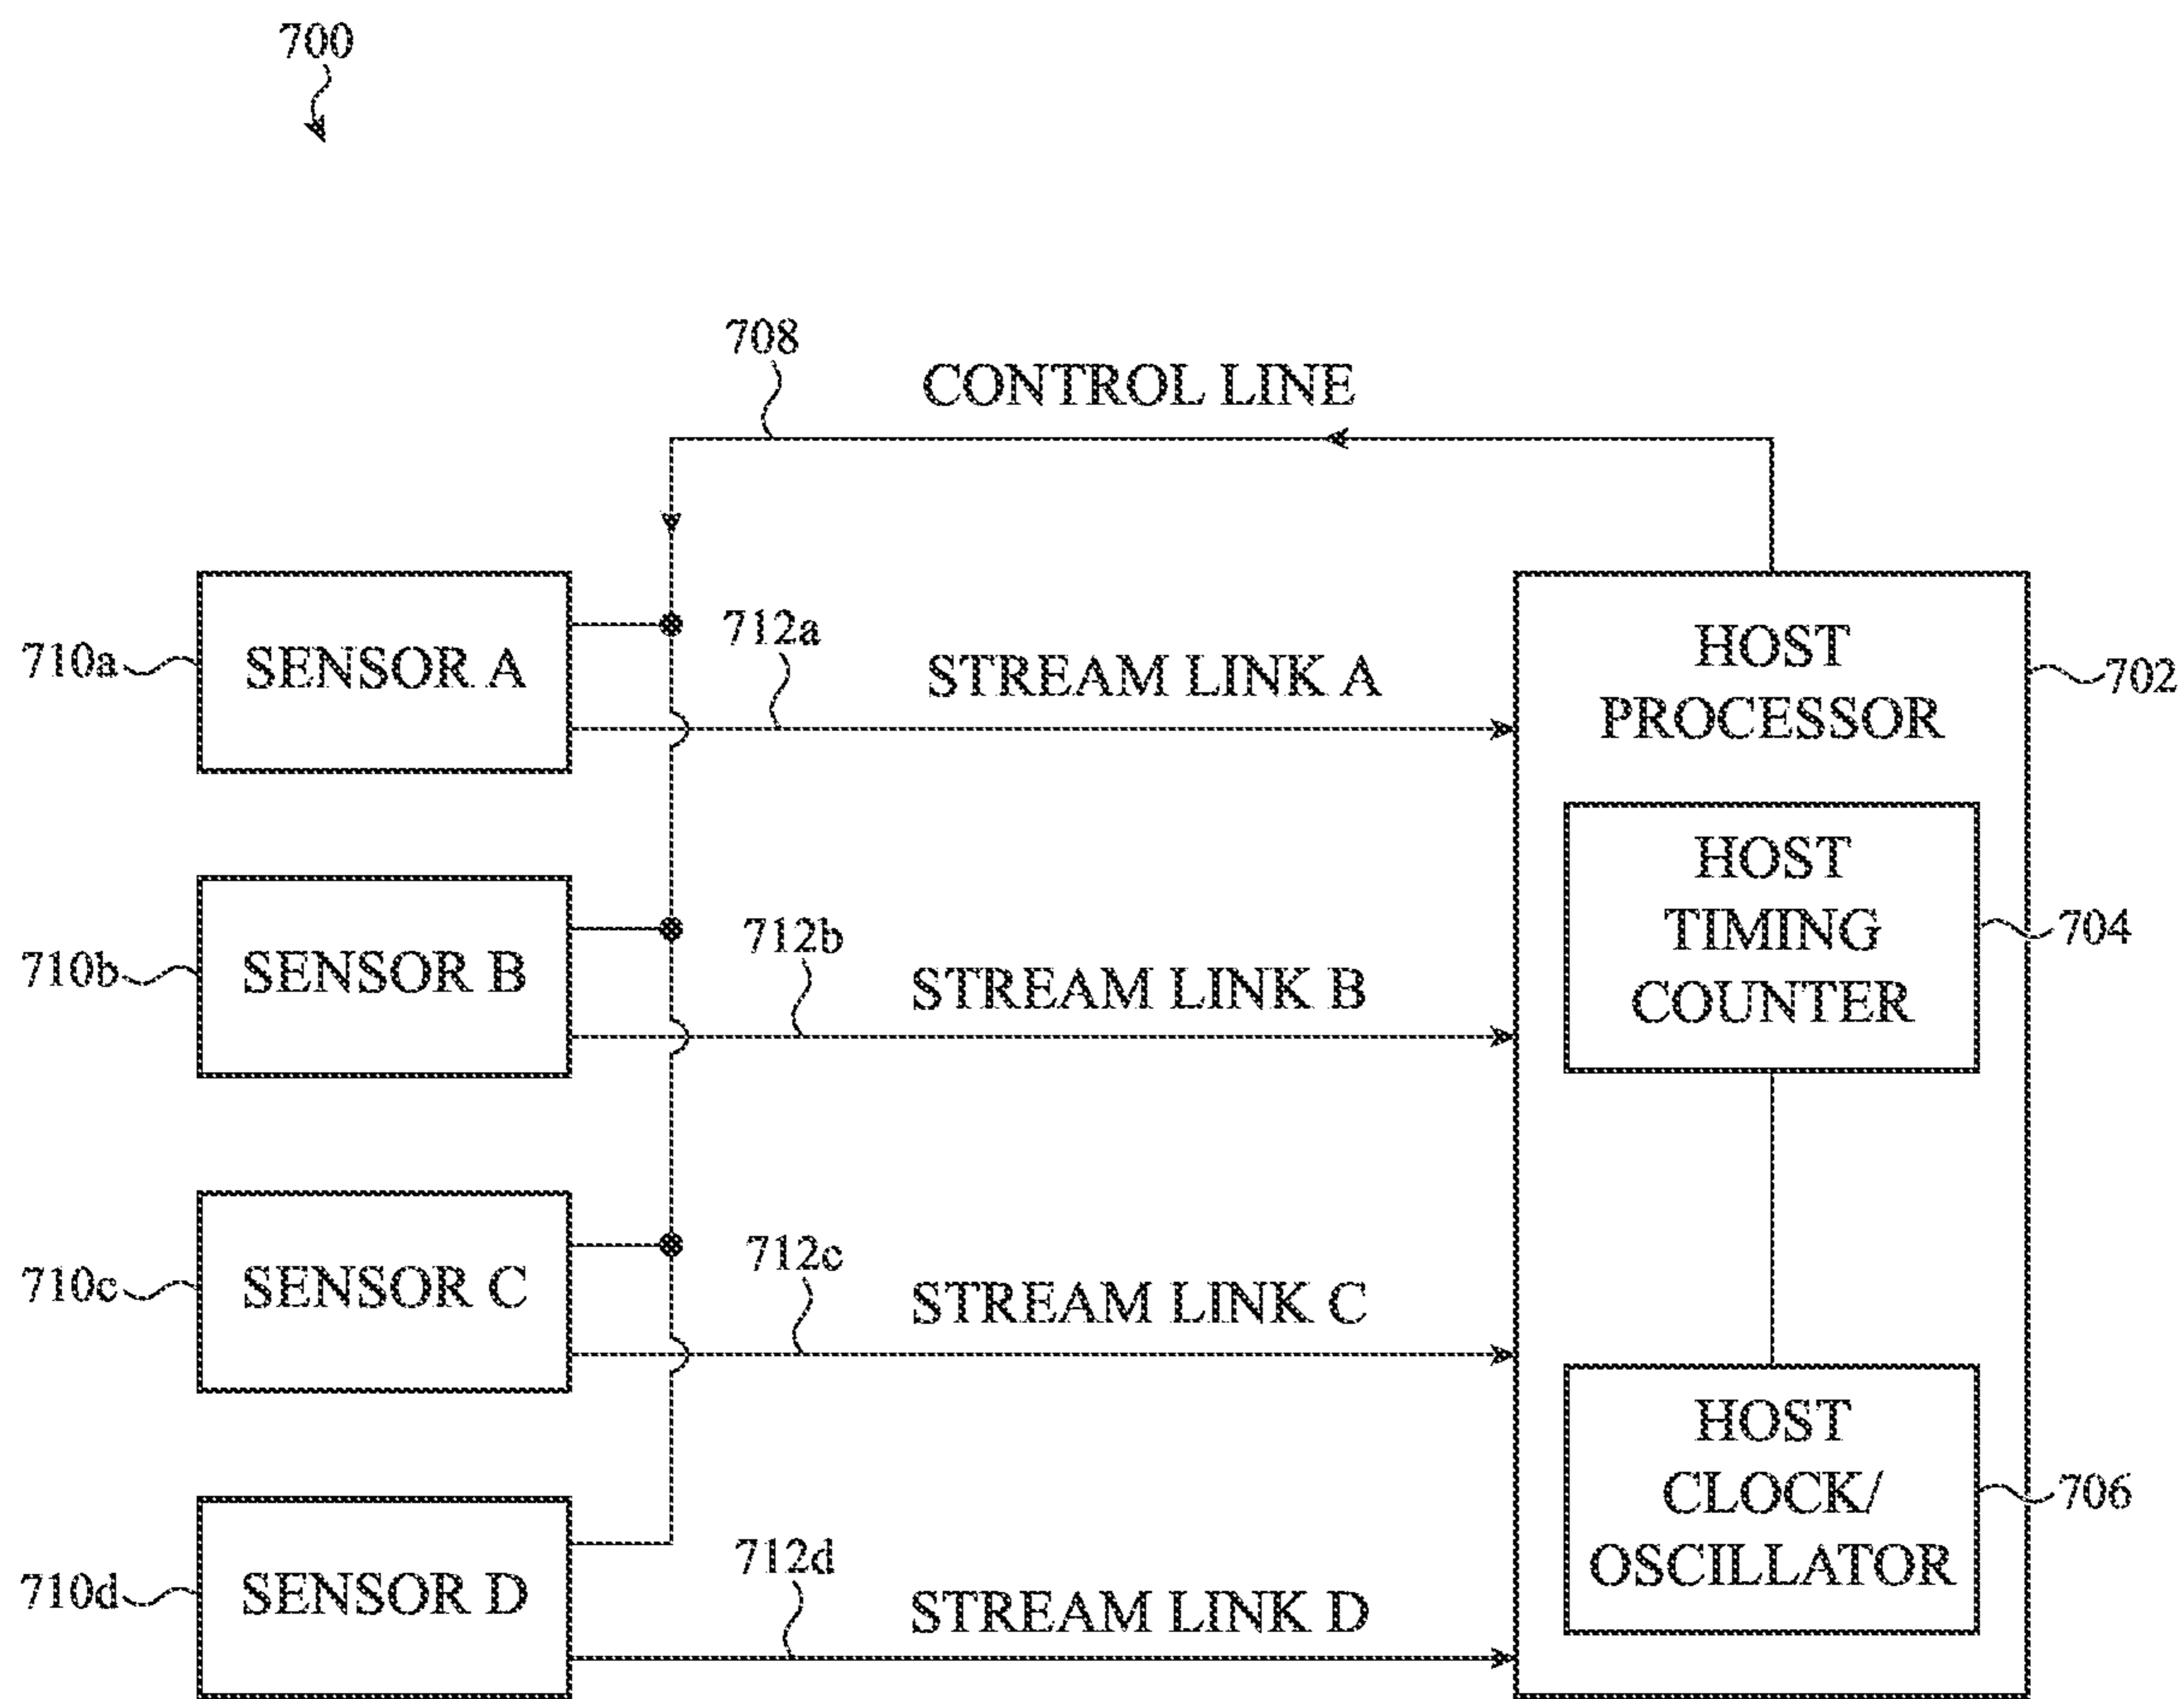 700
708
CONTROL LINE
710a
SENSOR A
712a
STREAM LINK A
HOST
PROCESSOR
702
HOST
TIMING
COUNTER
704
710b
SENSOR B
712b
STREAM LINK B
710c
SENSOR C
712c
STREAM LINK C
HOST
CLOCK/
OSCILLATOR
706
710d
SENSOR D
712d
STREAM LINK D